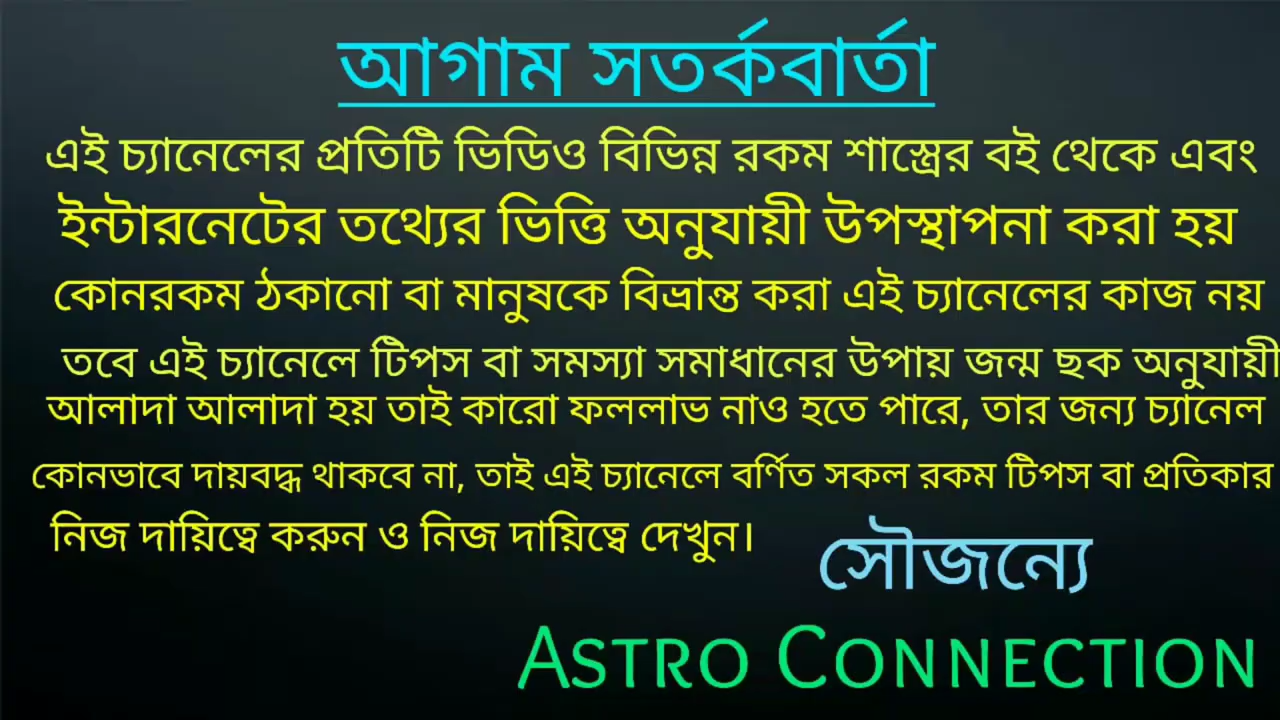 আগাম সতর্কবার্তা
এই চ্যানেলের প্রতিটি ভিডিও বিভিন্ন রকম শাস্ত্রের বই থেকে এবং
ইন্টারনেটের তথ্যের ভিত্তি অনুযায়ী উপস্থাপনা করা হয়
কোনরকম ঠকানো বা মানুষকে বিভ্রান্ত করা এই চ্যানেলের কাজ নয়
তবে এই চ্যানেলে টিপস বা সমস্যা সমাধানের উপায় জন্ম ছক অনুযায়ী
আলাদা আলাদা হয় তাই কারো ফললাভ নাও হতে পারে, তার জন্য চ্যানেল
কোনভাবে দায়বদ্ধ থাকবে না, তাই এই চ্যানেলে বর্ণিত সকল রকম টিপস বা প্রতিকার
নিজ দায়িত্বে করুন ও নিজ দায়িত্বে দেখুন।
সৌজন্যে
ASTRO CONNECTION